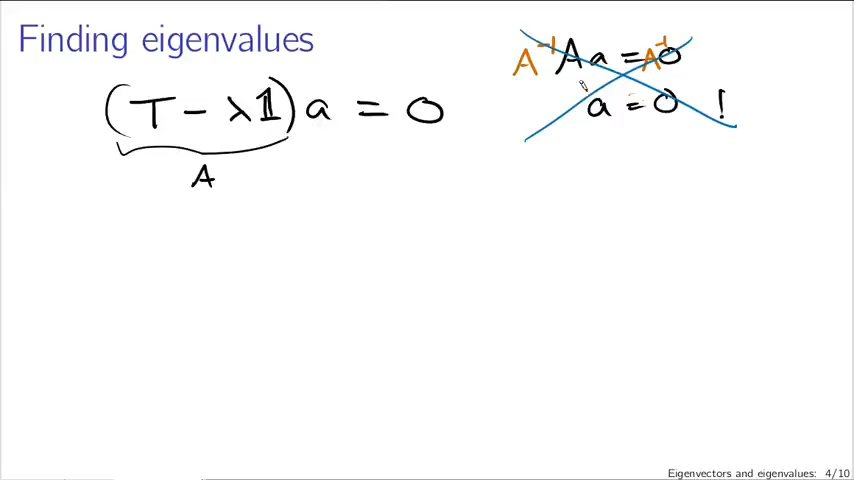 Finding eigenvalues
(T − λ𝟙)a = 0
A
A⁻¹Aa = A⁻¹0
a = 0 !
Eigenvectors and eigenvalues: 4/10